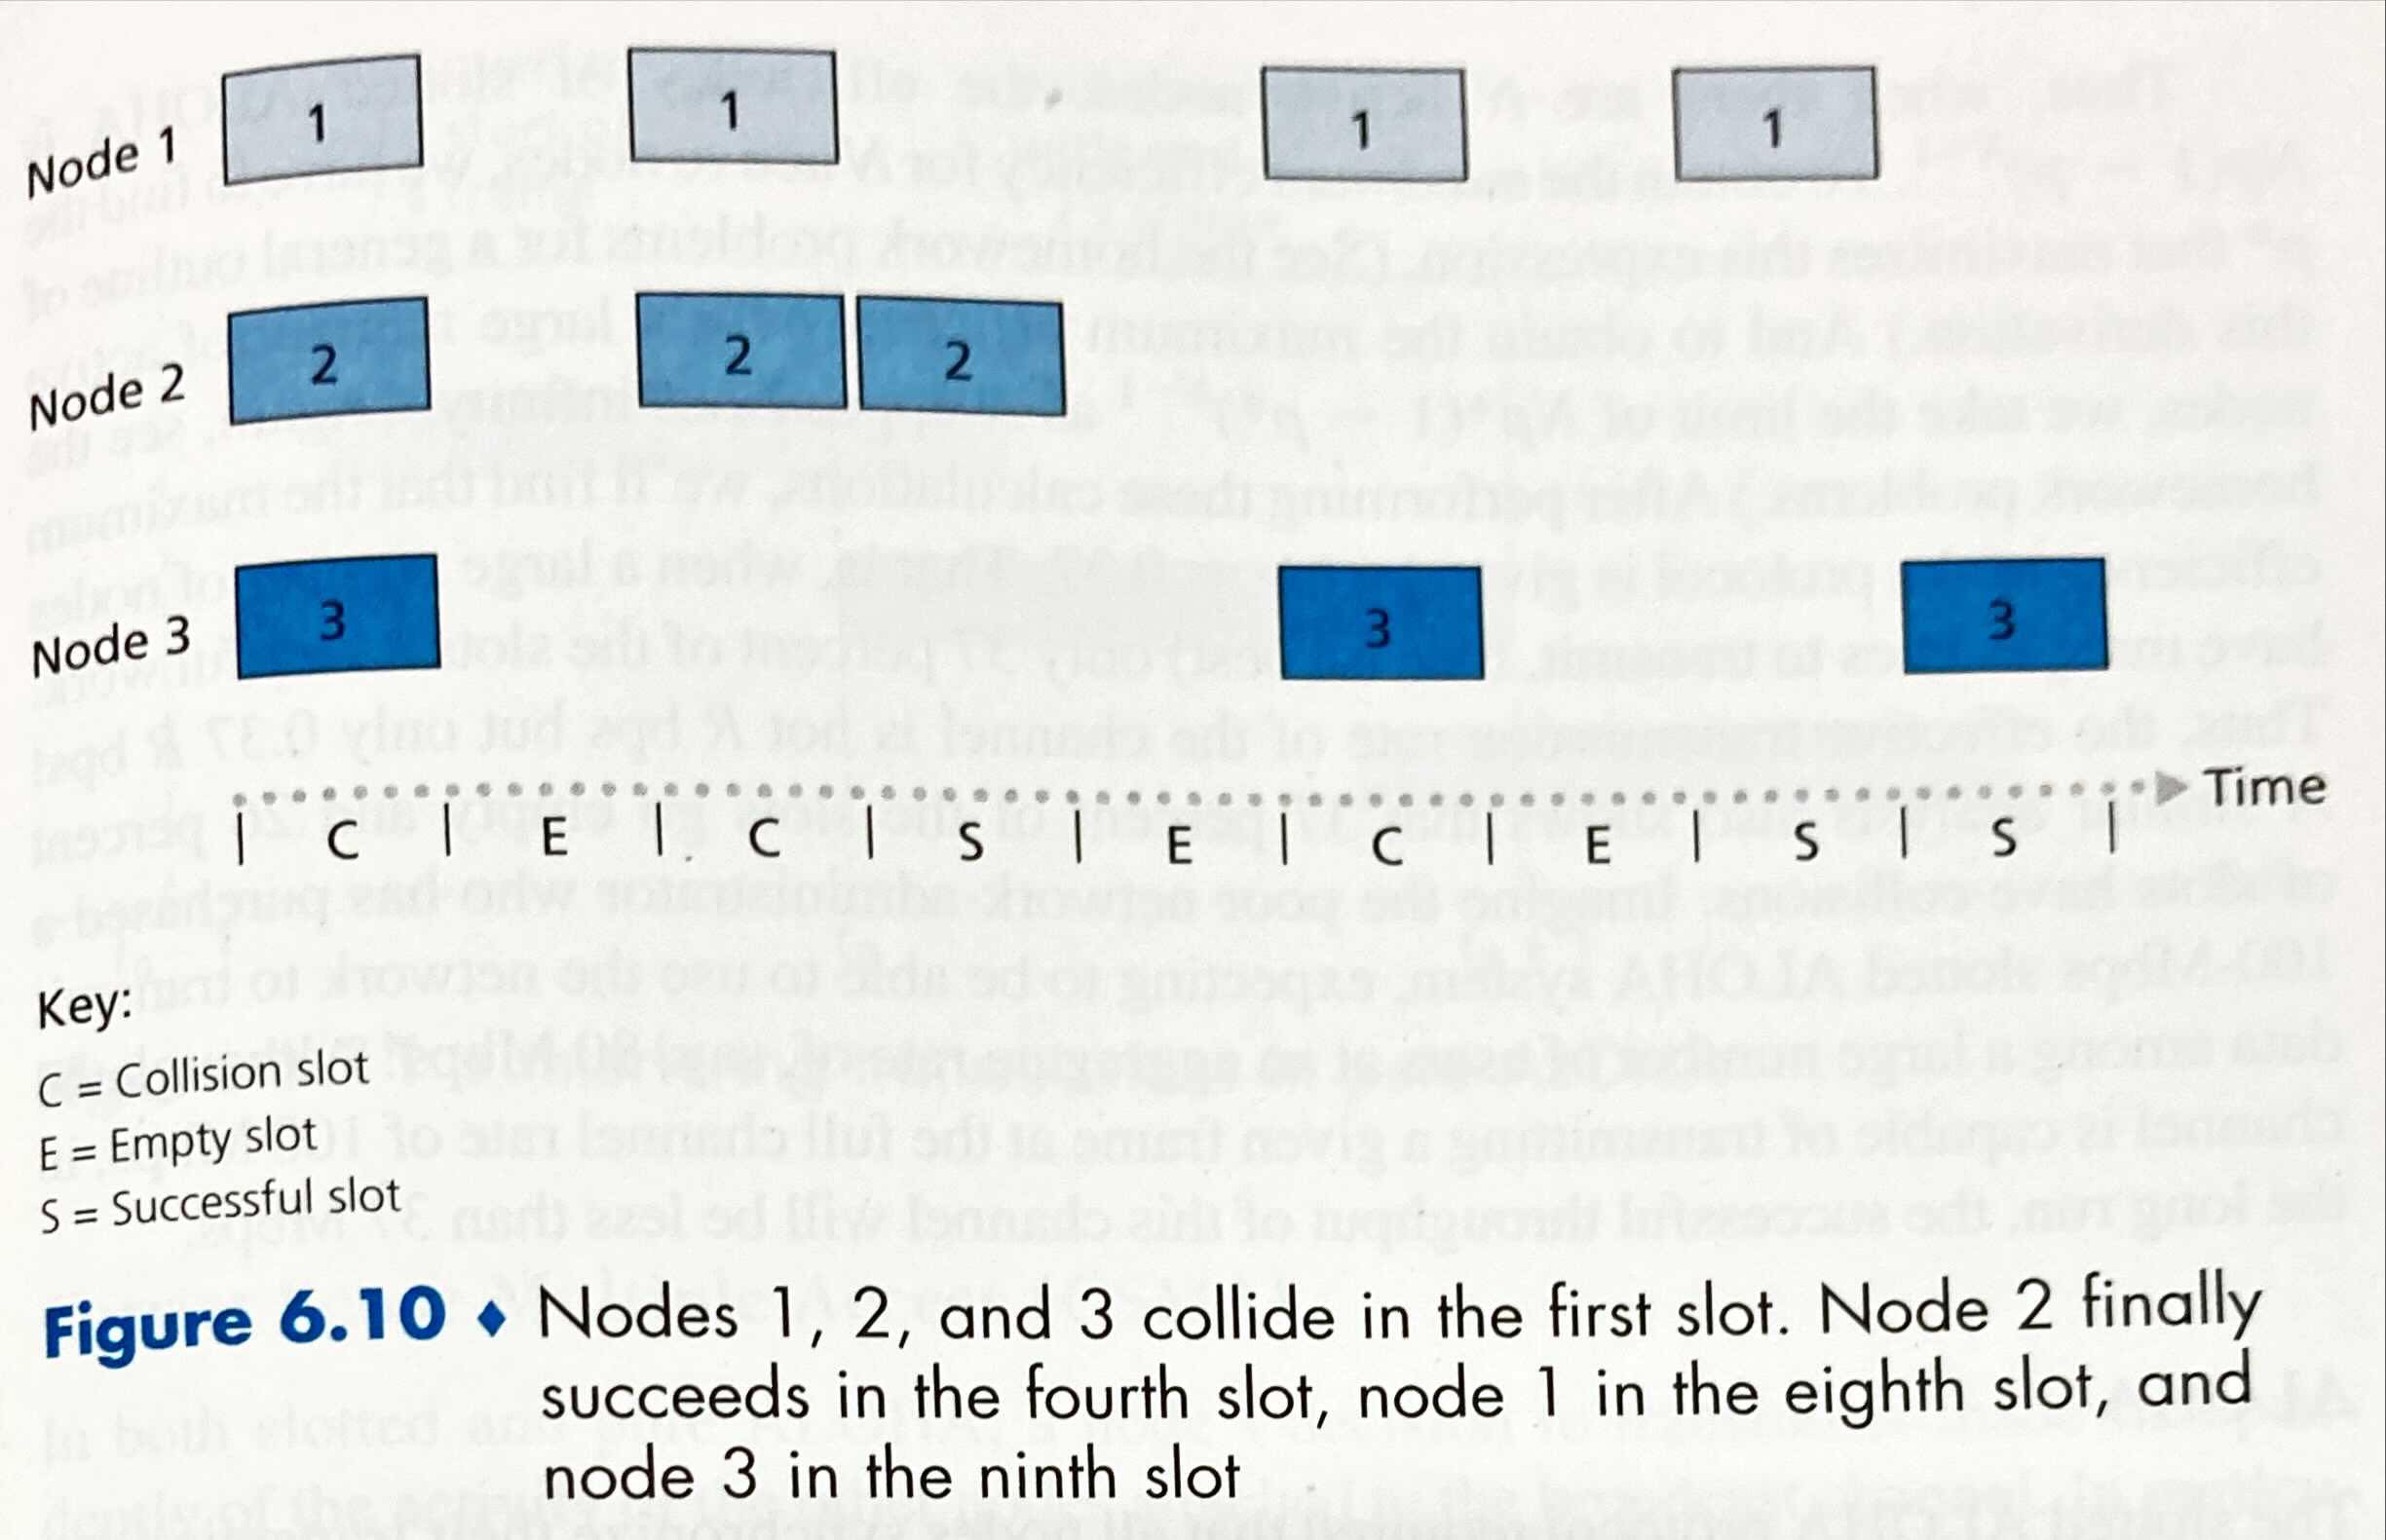 Node 1 1 1 1 1
Node 2 2 2 2
Node 3 3 3 3
Time
| C | E | C | S | E | C | E | S | S |
Key:
C = Collision slot
E = Empty slot
S = Successful slot
Figure 6.10 ♦ Nodes 1, 2, and 3 collide in the first slot. Node 2 finally
succeeds in the fourth slot, node 1 in the eighth slot, and
node 3 in the ninth slot